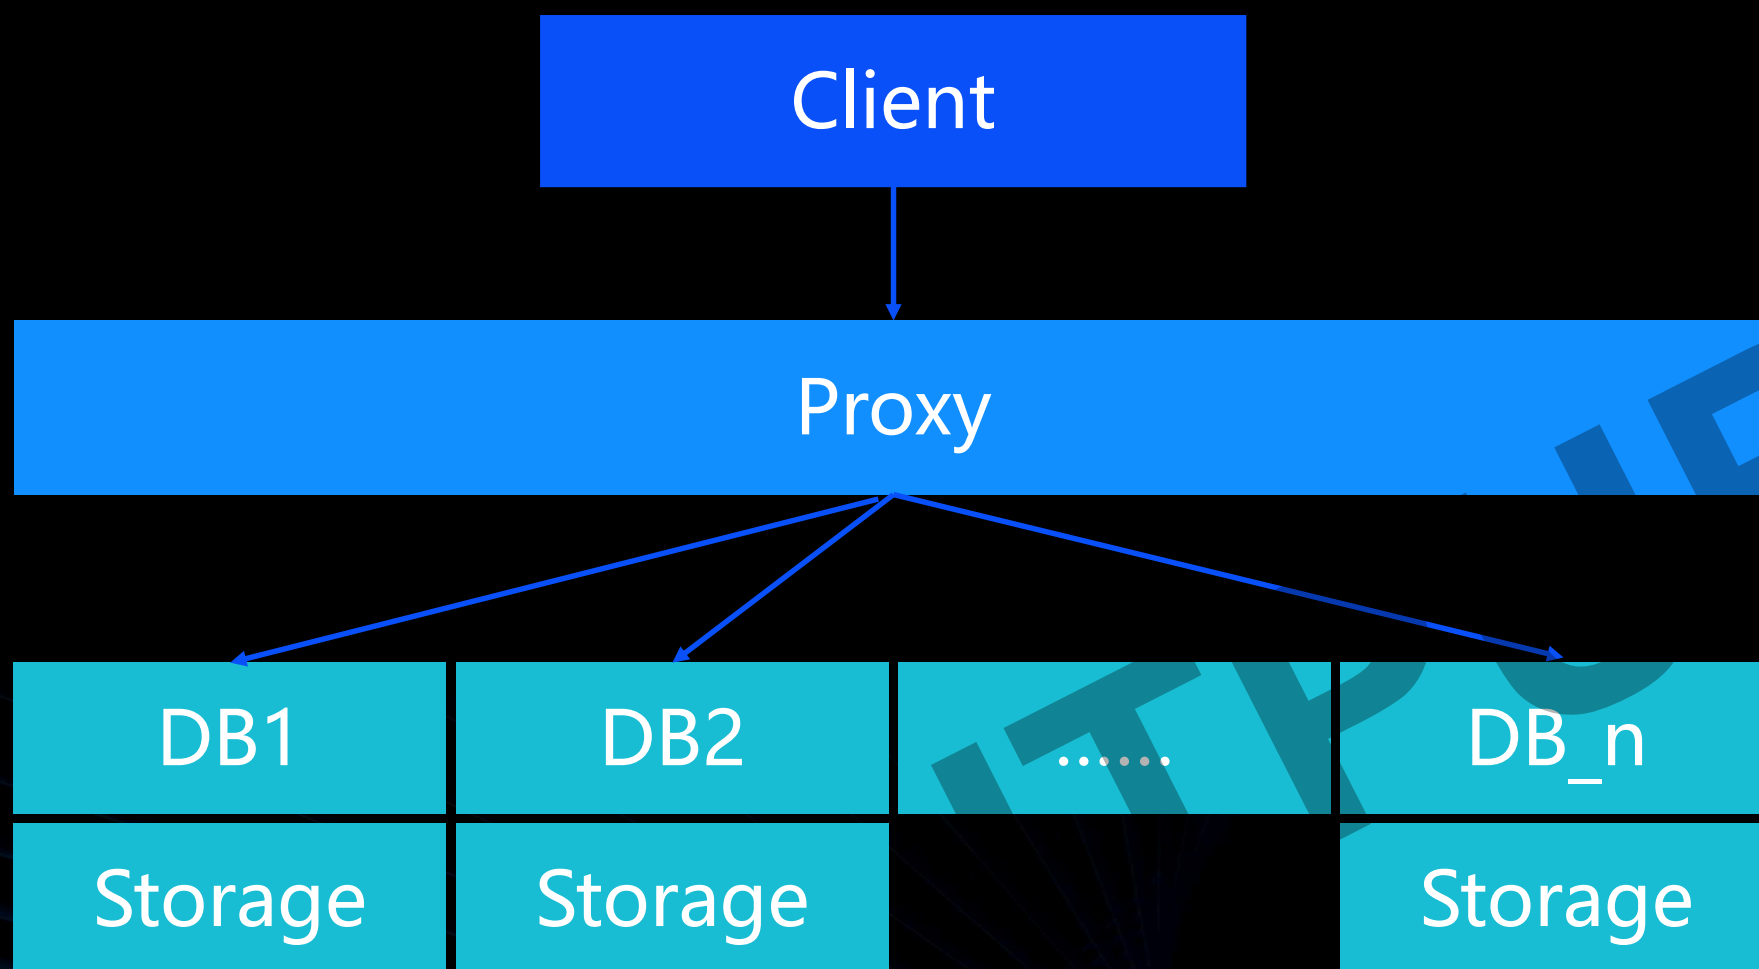 Client
Proxy
DB1
DB2
......
DB_n
Storage
Storage
Storage